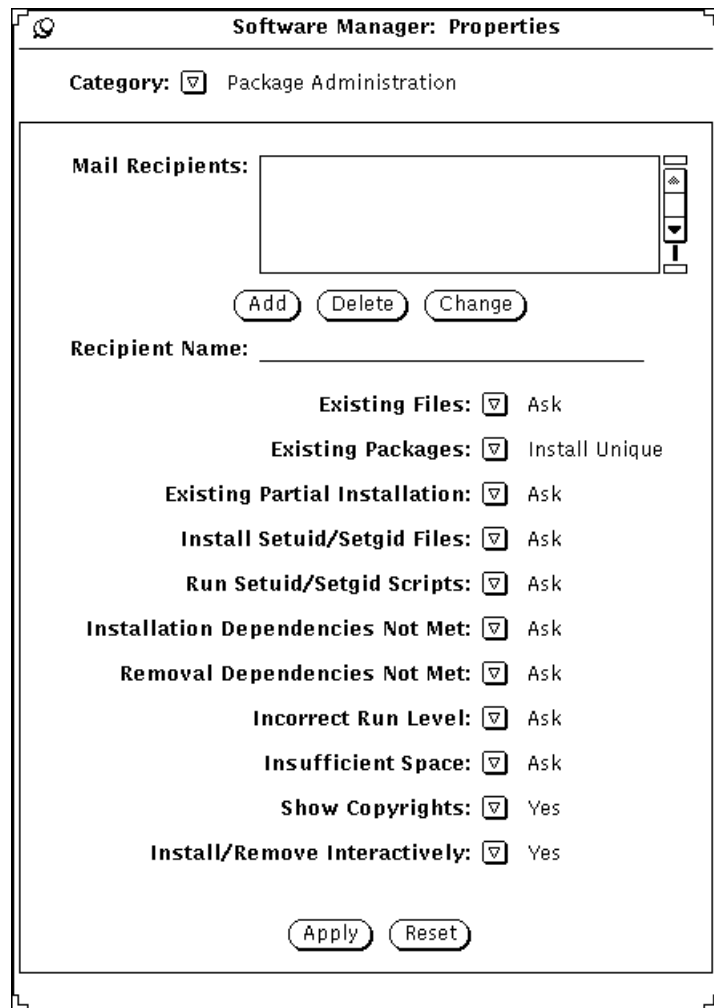 Software Manager: Properties
Category: Package Administration
Mail Recipients:
Add Delete Change
Recipient Name:
Existing Files: Ask
Existing Packages: Install Unique
Existing Partial Installation: Ask
Install Setuid/Setgid Files: Ask
Run Setuid/Setgid Scripts: Ask
Installation Dependencies Not Met: Ask
Removal Dependencies Not Met: Ask
Incorrect Run Level: Ask
Insufficient Space: Ask
Show Copyrights: Yes
Install/Remove Interactively: Yes
Apply Reset